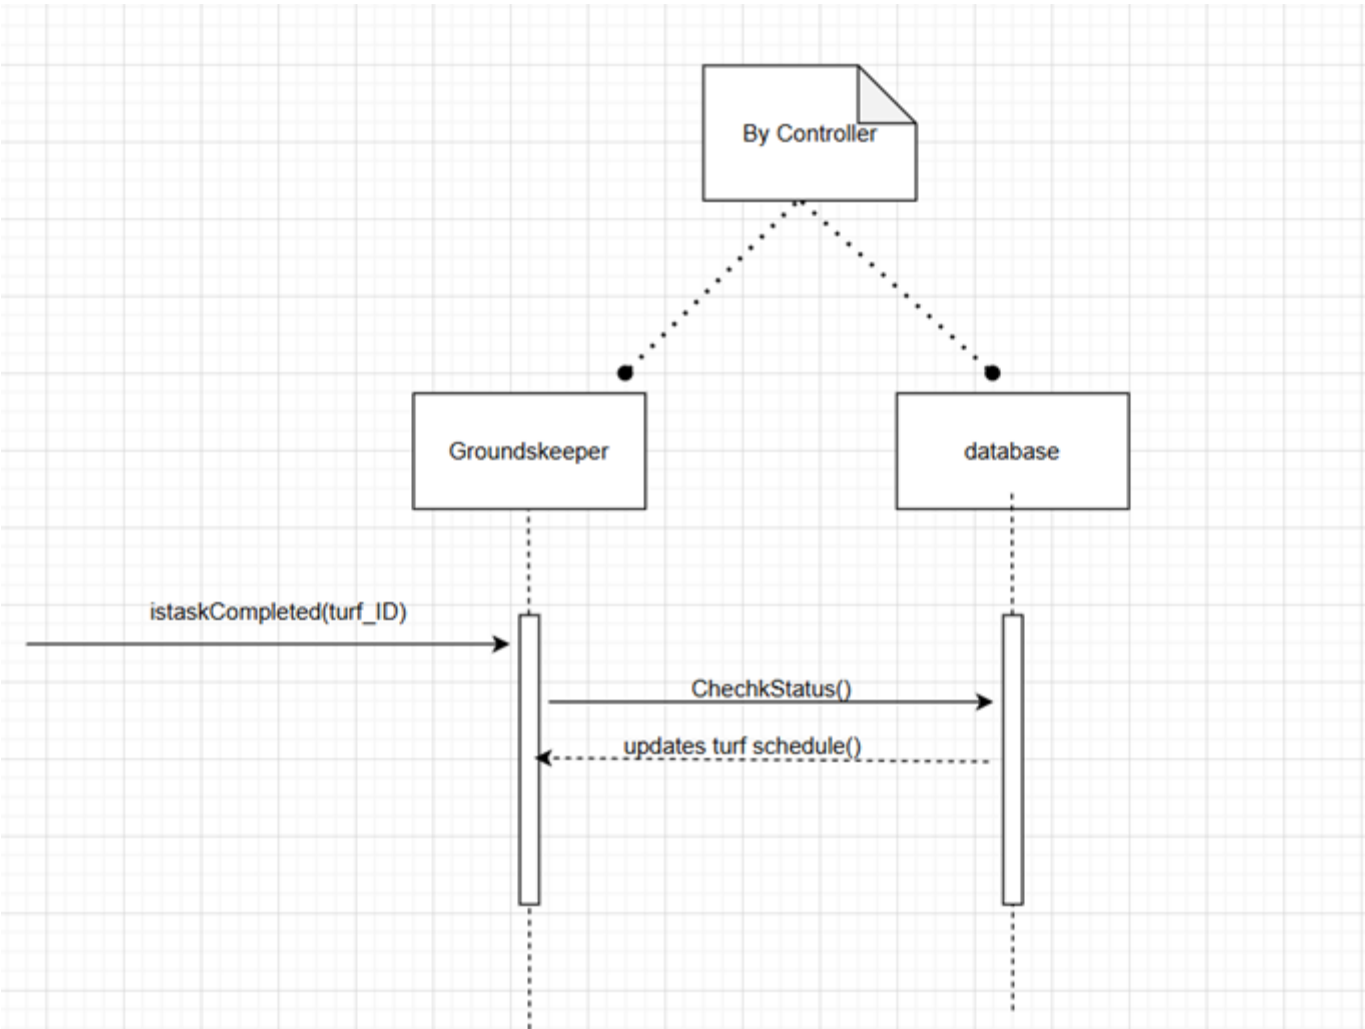 By Controller
Groundskeeper
database
istaskCompleted(turf_ID)
ChechkStatus()
updates turf schedule()